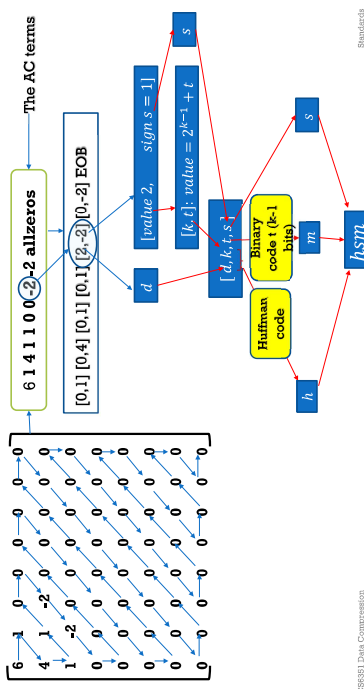 The AC terms
6 1 4 1 1 0 0 -2 -2 allzeros
[0,1] [0,4] [0,1] [0,1] [2,-2] [0,-2] EOB
6 1 0 0 0 0 0 0
4 1 -2 0 0 0 0 0
1 -2 0 0 0 0 0 0
0 0 0 0 0 0 0 0
0 0 0 0 0 0 0 0
0 0 0 0 0 0 0 0
0 0 0 0 0 0 0 0
0 0 0 0 0 0 0 0
d
[value 2, sign s = 1]
s
[k, t]: value = 2^{k−1} + t
[d, k, t, s]
Huffman
code
Binary
code t (k-1
bits)
h
m
s
hsm
Data Compression
Standards